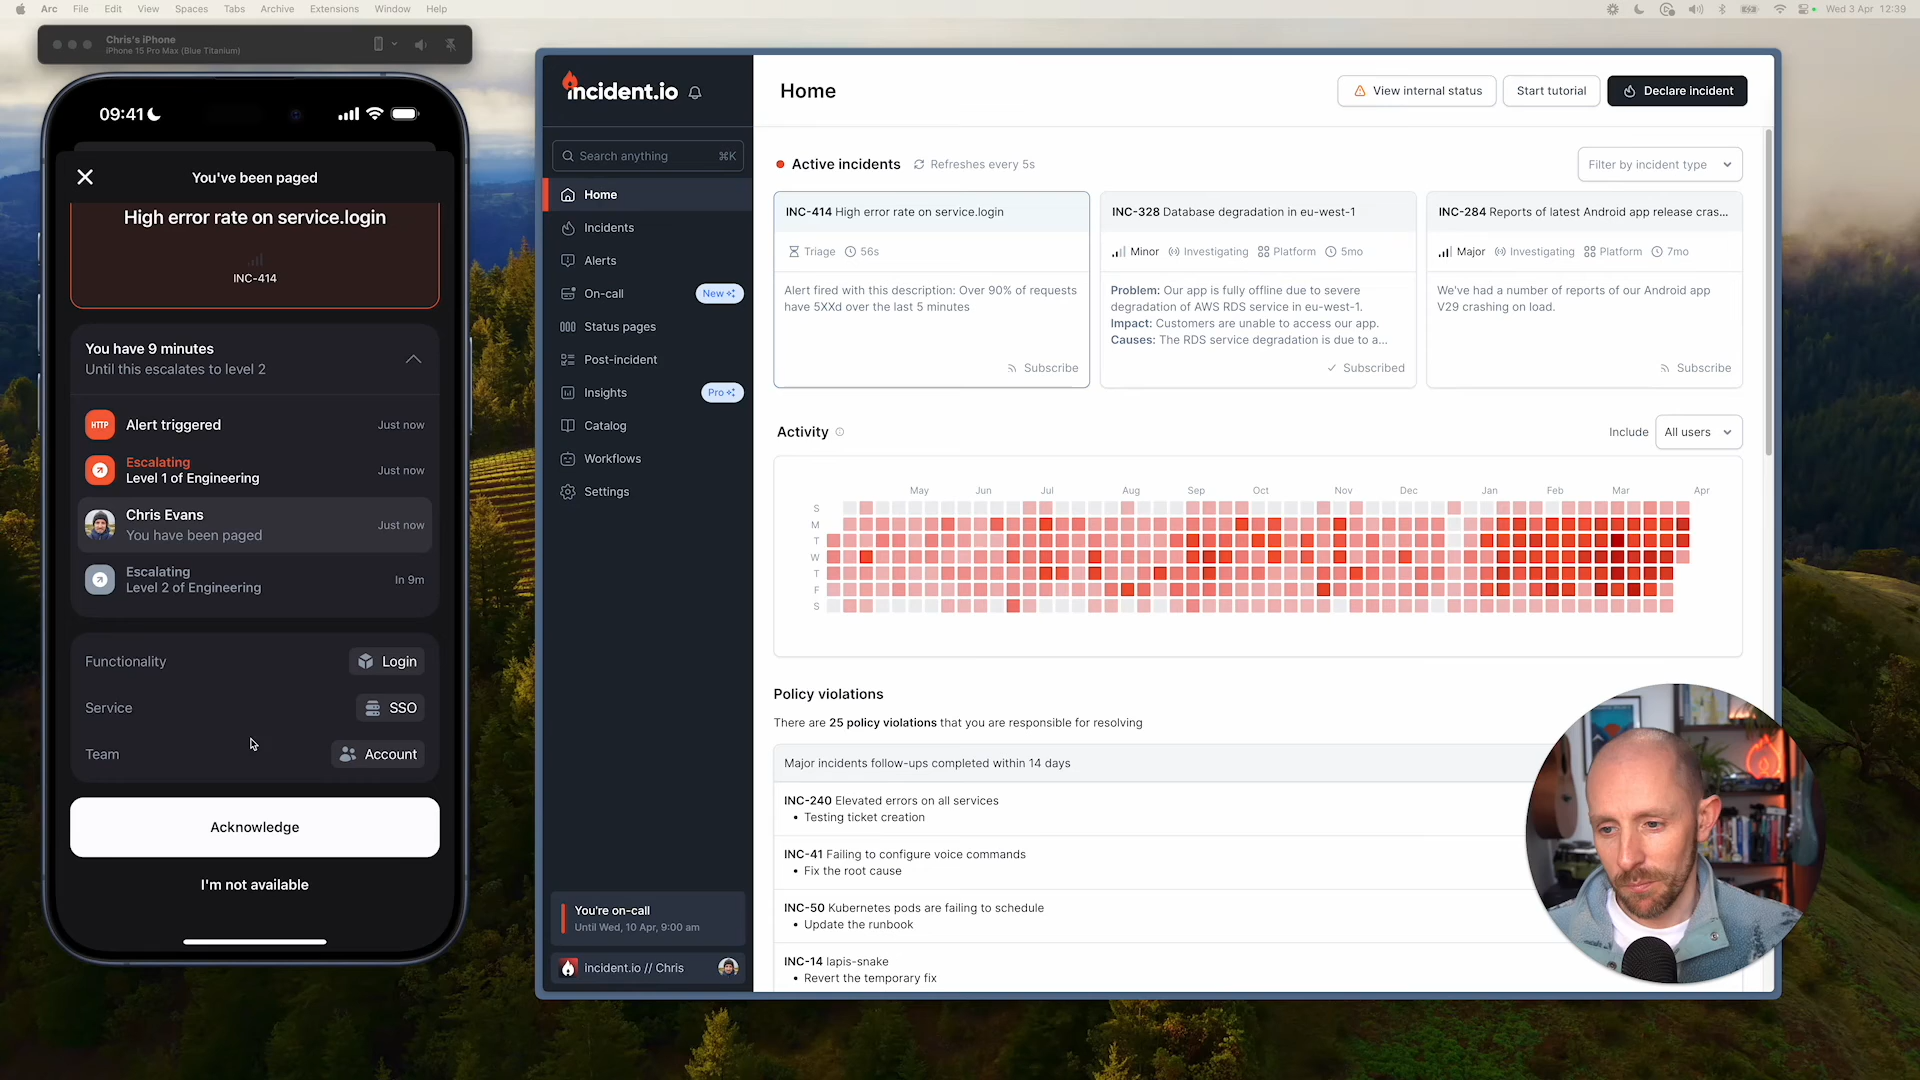 Arc File Edit View Spaces Tabs Archive Extensions Window Help
Wed 3 Apr 12:39
Chris's iPhone
iPhone 15 Pro Max (Blue Titanium)
09:41
You've been paged
High error rate on service.login
INC-414
You have 9 minutes
Until this escalates to level 2
HTTP
Alert triggered
Just now
Escalating
Level 1 of Engineering
Just now
Chris Evans
You have been paged
Just now
Escalating
Level 2 of Engineering
In 9m
Functionality
Login
Service
SSO
Team
Account
Acknowledge
I'm not available
incident.io
Search anything
⌘K
Home
Incidents
Alerts
On-call
New
Status pages
Post-incident
Insights
Pro
Catalog
Workflows
Settings
You're on-call
Until Wed, 10 Apr, 9:00 am
incident.io // Chris
Home
View internal status
Start tutorial
Declare incident
Active incidents
Refreshes every 5s
Filter by incident type
INC-414 High error rate on service.login
Triage
56s
Alert fired with this description: Over 90% of requests
have 5XXd over the last 5 minutes
Subscribe
INC-328 Database degradation in eu-west-1
Minor
Investigating
Platform
5mo
Problem: Our app is fully offline due to severe
degradation of AWS RDS service in eu-west-1.
Impact: Customers are unable to access our app.
Causes: The RDS service degradation is due to a...
Subscribed
INC-284 Reports of latest Android app release cras...
Major
Investigating
Platform
7mo
We've had a number of reports of our Android app
V29 crashing on load.
Subscribe
Activity
Include
All users
May Jun Jul Aug Sep Oct Nov Dec Jan Feb Mar Apr
S
M
T
W
T
F
S
Policy violations
There are 25 policy violations that you are responsible for resolving
Major incidents follow-ups completed within 14 days
INC-240 Elevated errors on all services
• Testing ticket creation
INC-41 Failing to configure voice commands
• Fix the root cause
INC-50 Kubernetes pods are failing to schedule
• Update the runbook
INC-14 lapis-snake
• Revert the temporary fix